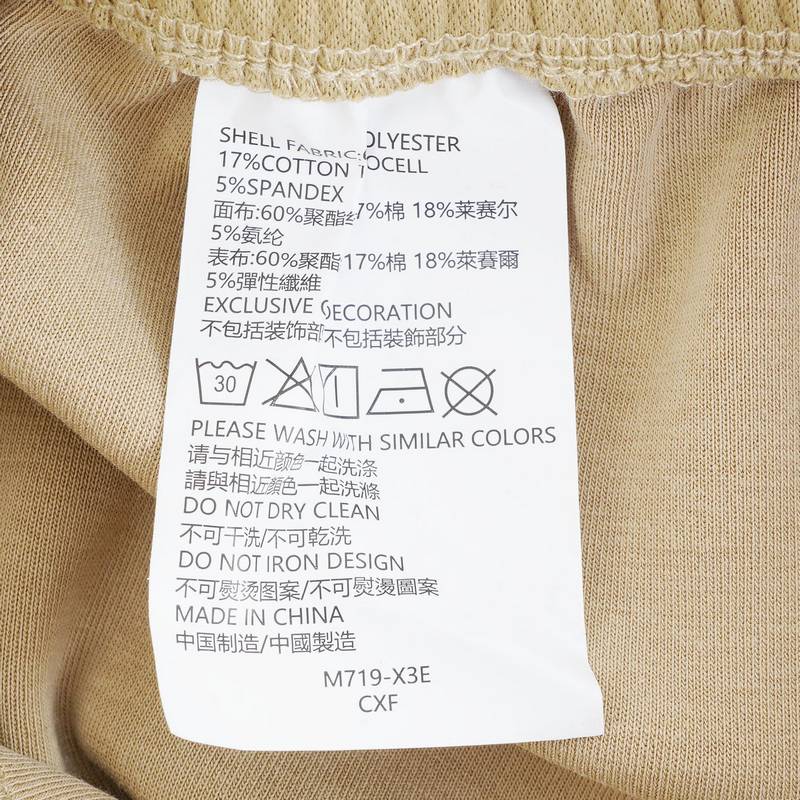 SHELL FABRIC: OLYESTER
17%COTTON OCELL
5%SPANDEX
面布:60%聚酯 7%棉 18%莱赛尔
5%氨纶
表布:60%聚酯 17%棉 18%萊賽爾
5%彈性纖維
EXCLUSIVE DECORATION
不包括装饰部 不包括裝飾部分
30
PLEASE WASH WITH SIMILAR COLORS
请与相近颜色一起洗涤
請與相近顏色一起洗滌
DO NOT DRY CLEAN
不可干洗/不可乾洗
DO NOT IRON DESIGN
不可熨烫图案/不可熨燙圖案
MADE IN CHINA
中国制造/中國製造
M719-X3E
CXF